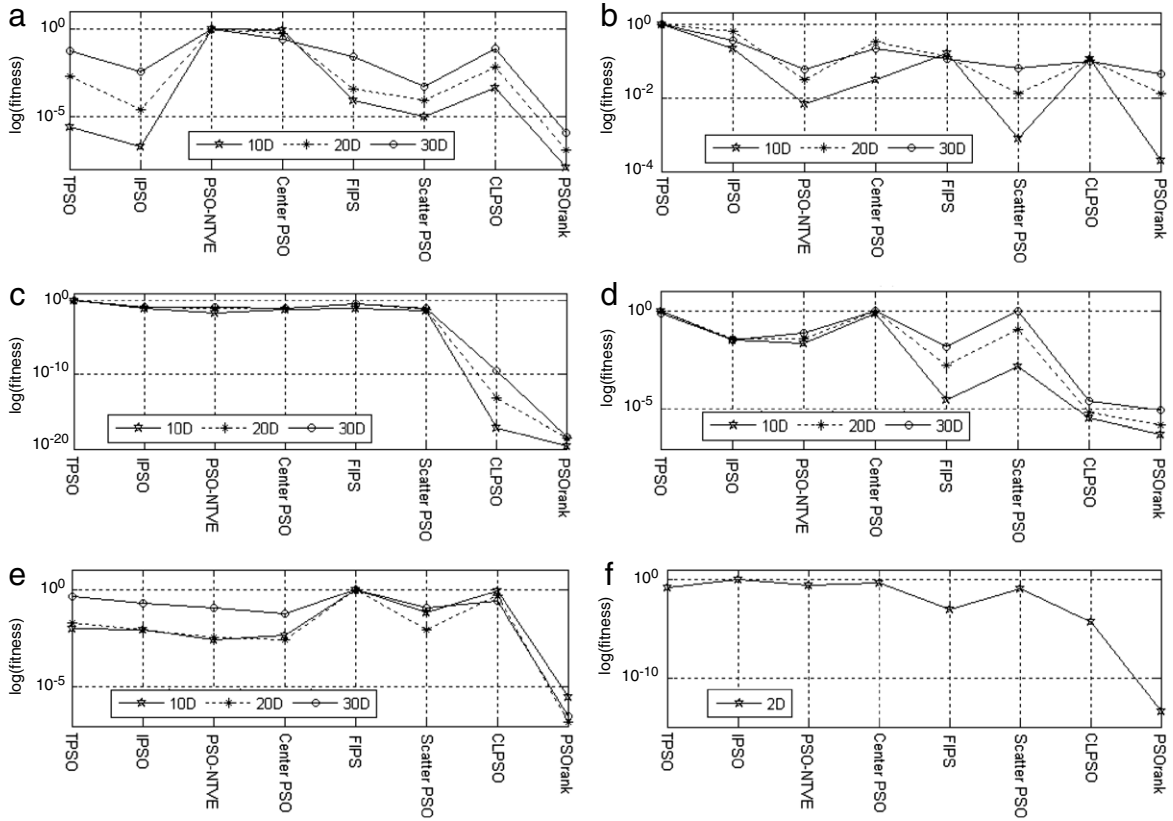 a
log(fitness)
10^0
10^-5
10D 20D 30D
TPSO
IPSO
PSO-NTVE
Center PSO
FIPS
Scatter PSO
CLPSO
PSOrank
b
log(fitness)
10^0
10^-2
10^-4
10D 20D 30D
TPSO
IPSO
PSO-NTVE
Center PSO
FIPS
Scatter PSO
CLPSO
PSOrank
c
log(fitness)
10^0
10^-10
10^-20
10D 20D 30D
TPSO
IPSO
PSO-NTVE
Center PSO
FIPS
Scatter PSO
CLPSO
PSOrank
d
log(fitness)
10^0
10^-5
10D 20D 30D
TPSO
IPSO
PSO-NTVE
Center PSO
FIPS
Scatter PSO
CLPSO
PSOrank
e
log(fitness)
10^0
10^-5
10D 20D 30D
TPSO
IPSO
PSO-NTVE
Center PSO
FIPS
Scatter PSO
CLPSO
PSOrank
f
log(fitness)
10^0
10^-10
2D
TPSO
IPSO
PSO-NTVE
Center PSO
FIPS
Scatter PSO
CLPSO
PSOrank